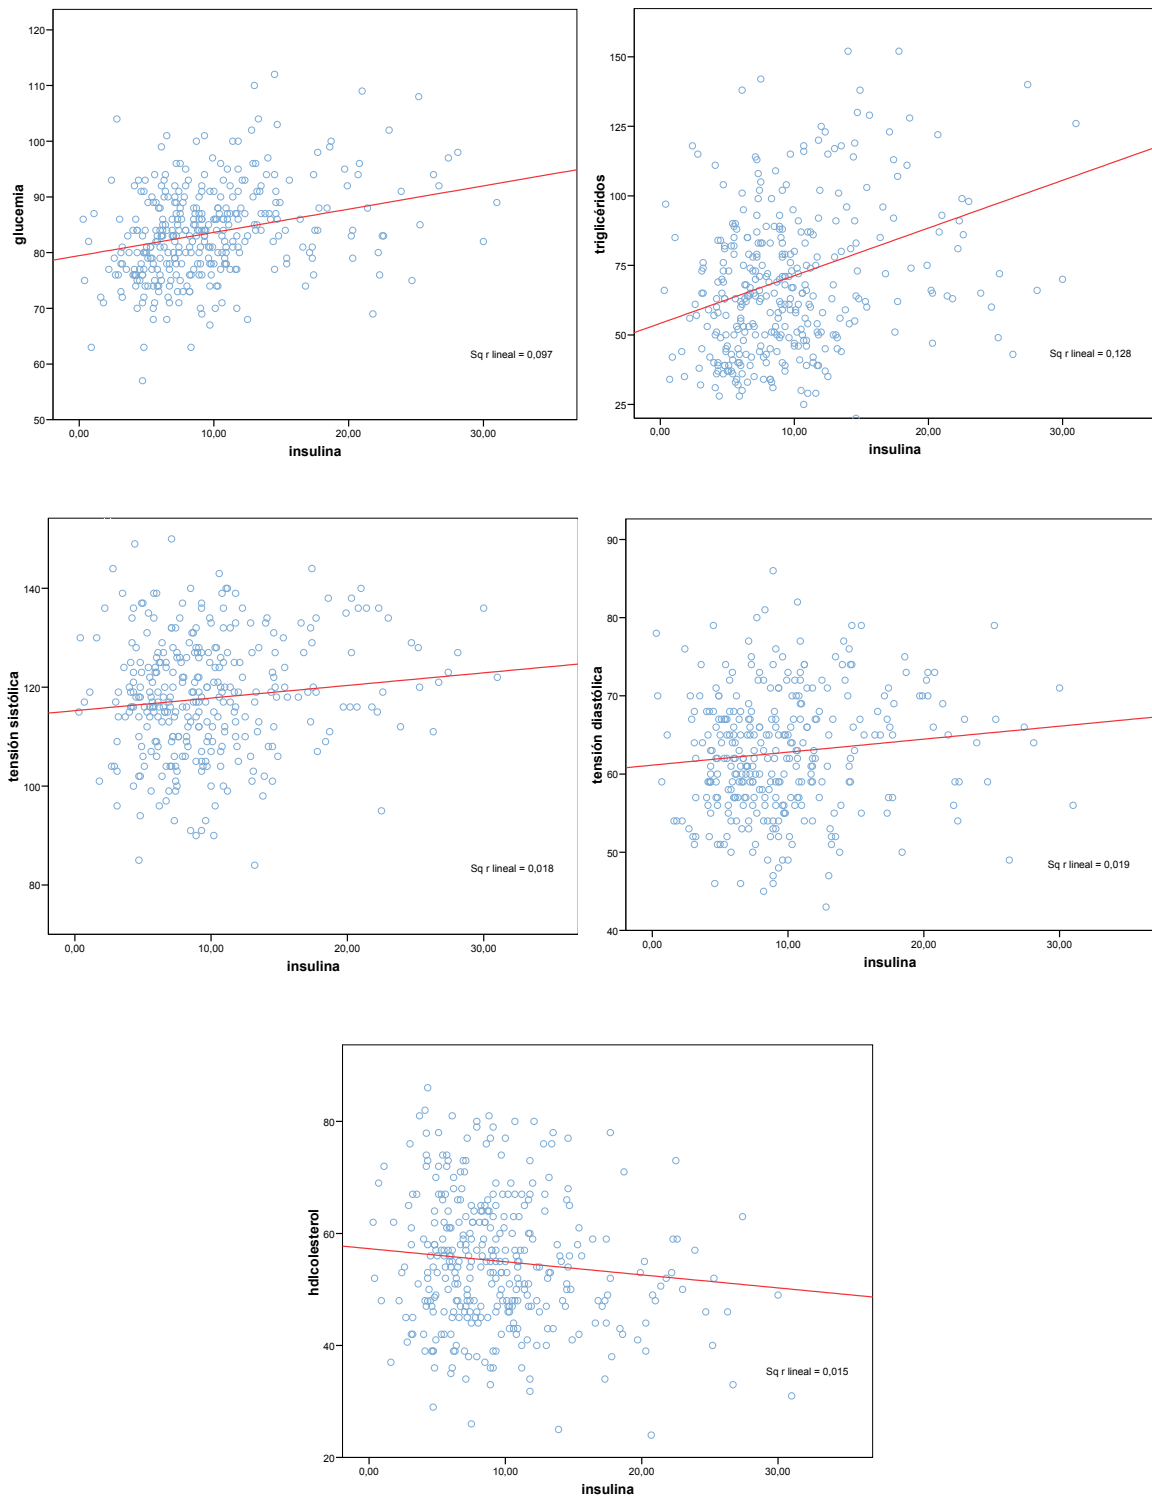 120
110
100
90
80
70
60
50
glucemia
Sq r lineal = 0,097
0,00 10,00 20,00 30,00
insulina
150
125
100
75
50
25
triglicéridos
Sq r lineal = 0,128
0,00 10,00 20,00 30,00
insulina
140
120
100
80
tensión sistólica
Sq r lineal = 0,018
0,00 10,00 20,00 30,00
insulina
90
80
70
60
50
40
tensión diastólica
Sq r lineal = 0,019
0,00 10,00 20,00 30,00
insulina
80
60
40
20
hdlcolesterol
Sq r lineal = 0,015
0,00 10,00 20,00 30,00
insulina